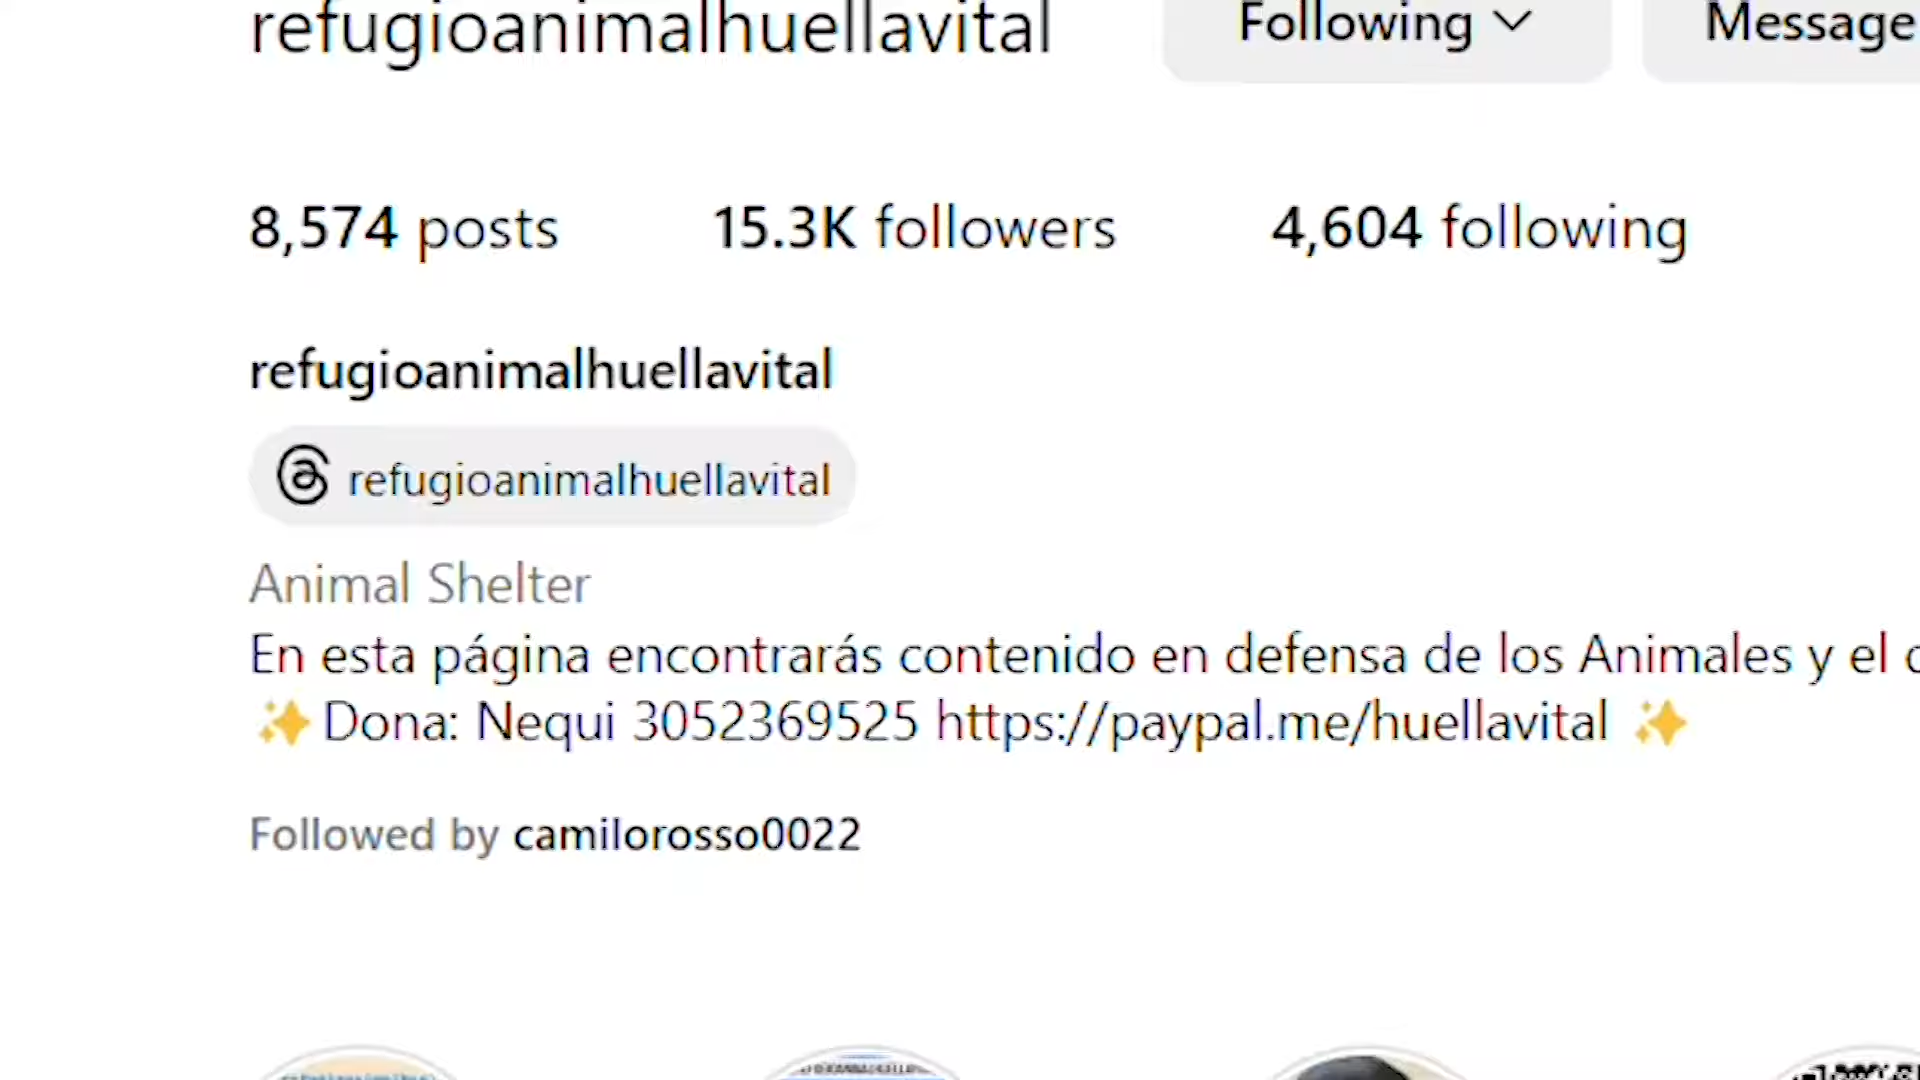 refugioanimalhuellavital Following Message
8,574 posts 15.3K followers 4,604 following
refugioanimalhuellavital
refugioanimalhuellavital
Animal Shelter
En esta página encontrarás contenido en defensa de los Animales y el
✨Dona: Nequi 3052369525 https://paypal.me/huellavital ✨
Followed by camilorosso0022